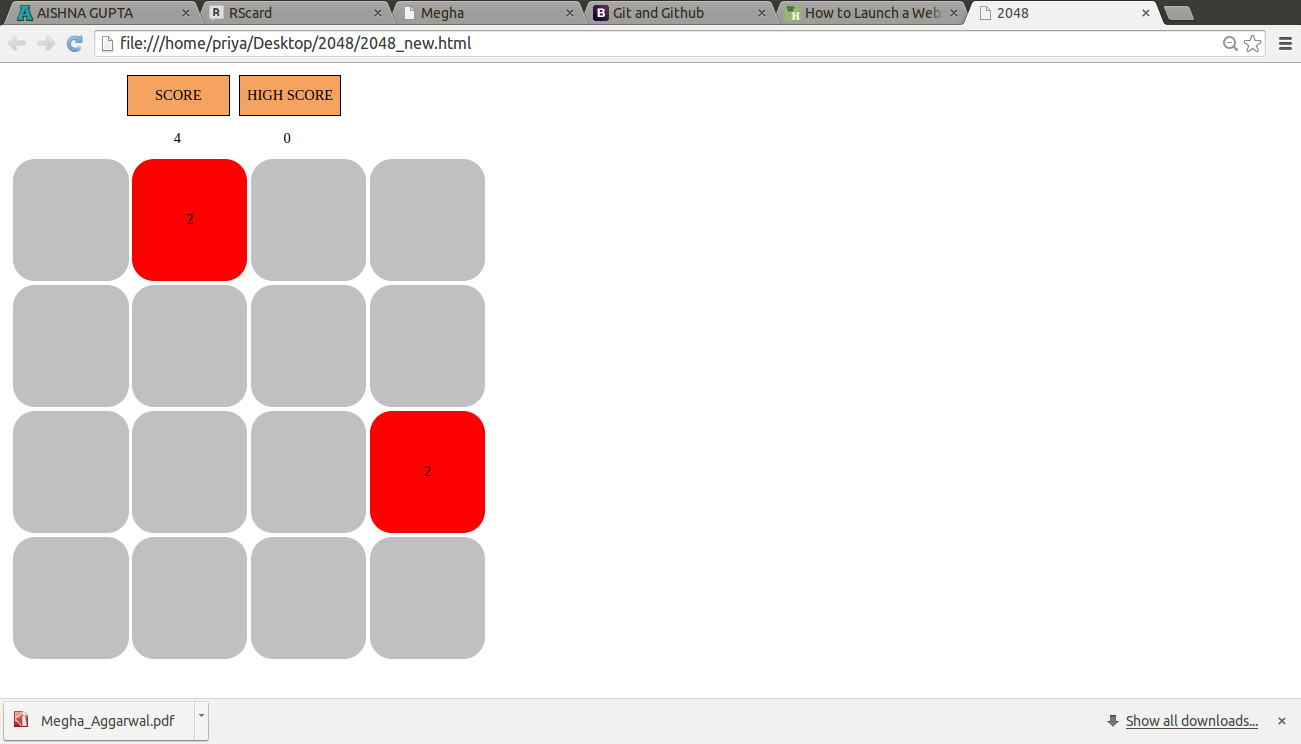 AISHNA GUPTA RScard Megha Git and Github How to Launch a Web 2048
file:///home/priya/Desktop/2048/2048_new.html
SCORE HIGH SCORE
4 0
2
2
Megha_Aggarwal.pdf Show all downloads...